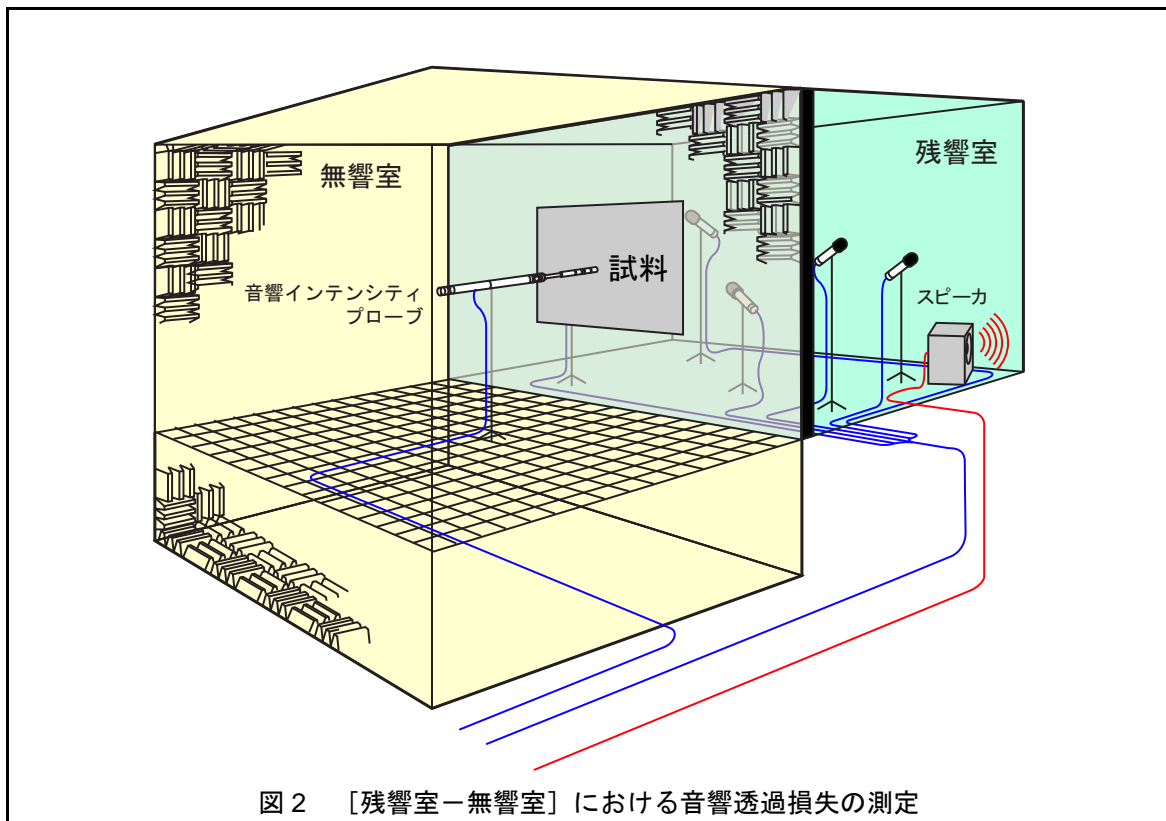 無響室
残響室
試料
音響インテンシティ
プローブ
スピーカ
図2 ［残響室－無響室］における音響透過損失の測定